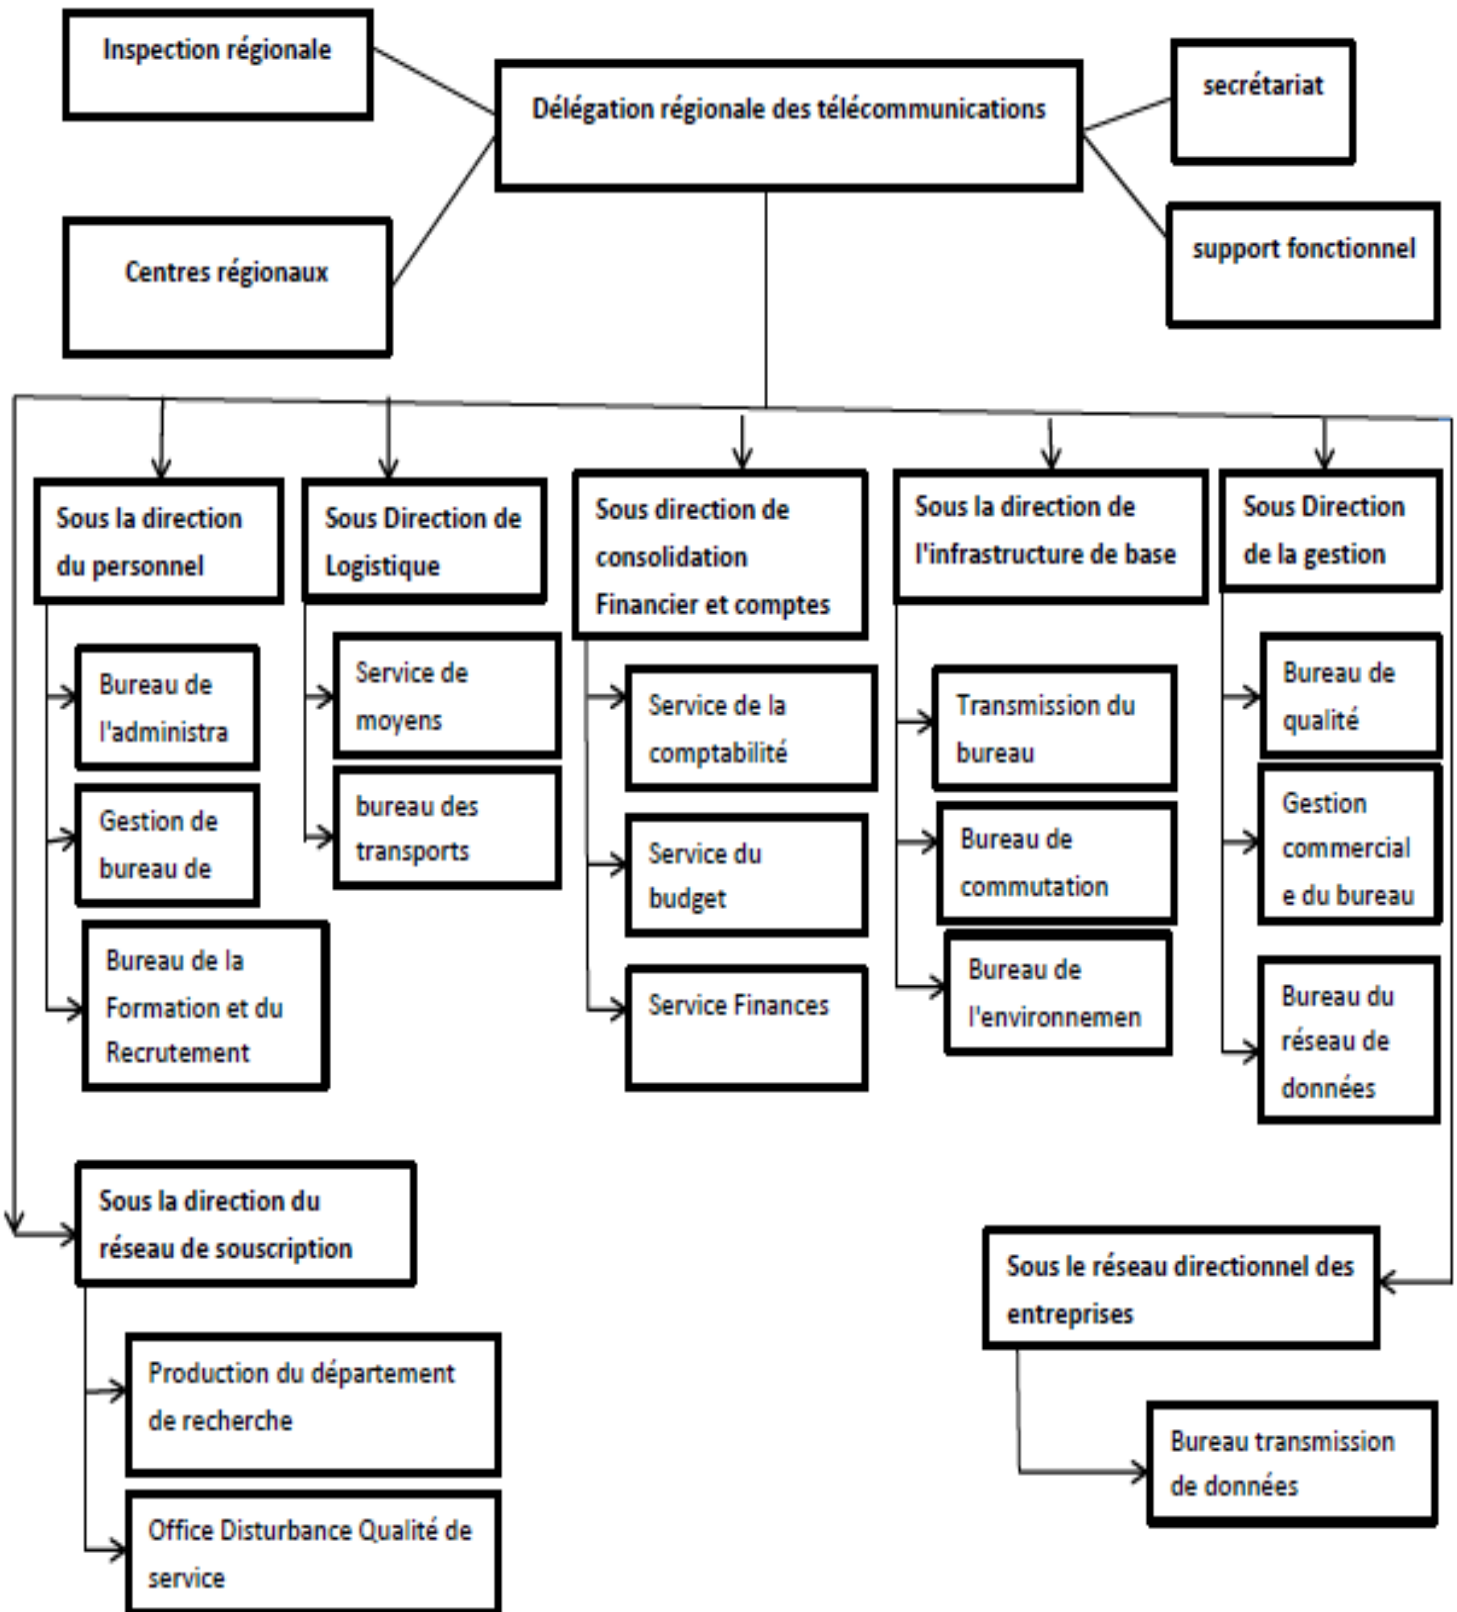 Inspection régionale
Délégation régionale des télécommunications
secrétariat
Centres régionaux
support fonctionnel
Sous la direction
du personnel
Sous Direction de
Logistique
Sous direction de
consolidation
Financier et comptes
Sous la direction de
l'infrastructure de base
Sous Direction
de la gestion
Bureau de
l'administra
Gestion de
bureau de
Bureau de la
Formation et du
Recrutement
Service de
moyens
bureau des
transports
Service de la
comptabilité
Service du
budget
Service Finances
Transmission du
bureau
Bureau de
commutation
Bureau de
l'environnemen
Bureau de
qualité
Gestion
commercial
e du bureau
Bureau du
réseau de
données
Sous la direction du
réseau de souscription
Production du département
de recherche
Office Disturbance Qualité de
service
Sous le réseau directionnel des
entreprises
Bureau transmission
de données